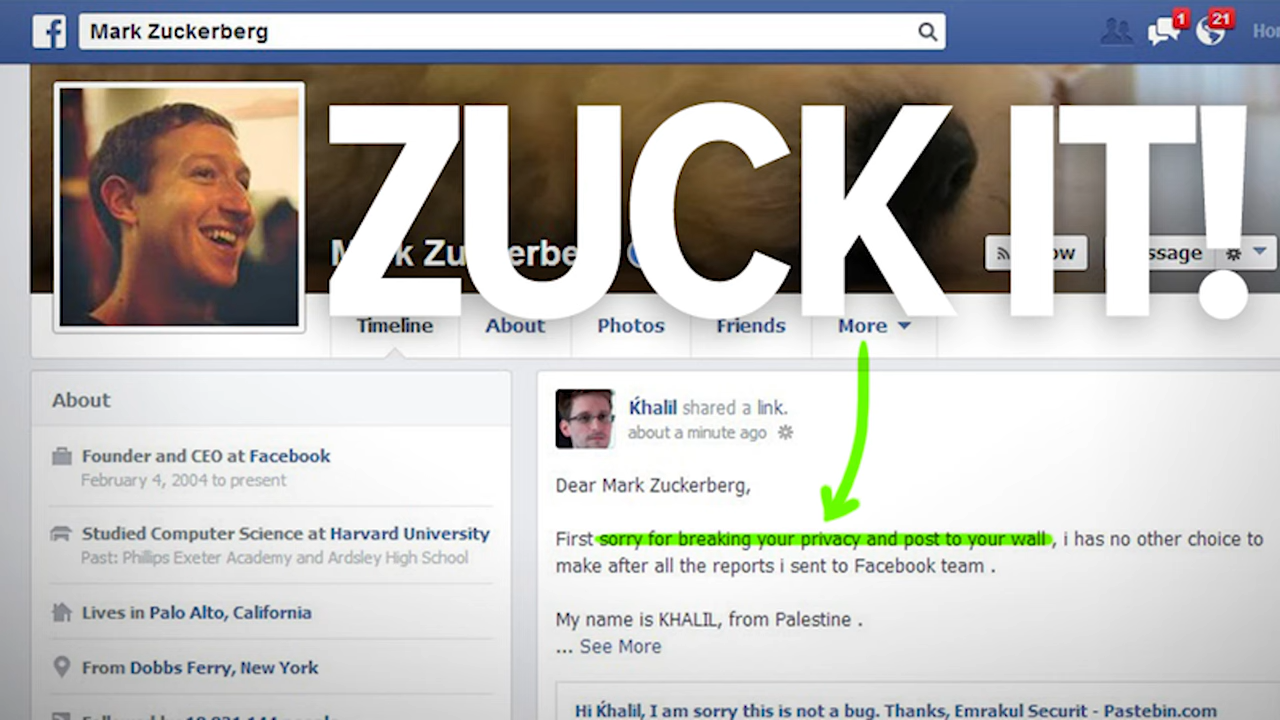 f Mark Zuckerberg 1 21
ZUCK IT!
Timeline About Photos Friends More
About
Founder and CEO at Facebook
February 4, 2004 to present
Studied Computer Science at Harvard University
Past: Phillips Exeter Academy and Ardsley High School
Lives in Palo Alto, California
From Dobbs Ferry, New York
Ḱhalil shared a link.
about a minute ago
Dear Mark Zuckerberg,
First sorry for breaking your privacy and post to your wall , i has no other choice to
make after all the reports i sent to Facebook team .
My name is KHALIL, from Palestine .
... See More
Hi Ḱhalil, I am sorry this is not a bug. Thanks, Emrakul Securit - Pastebin.com